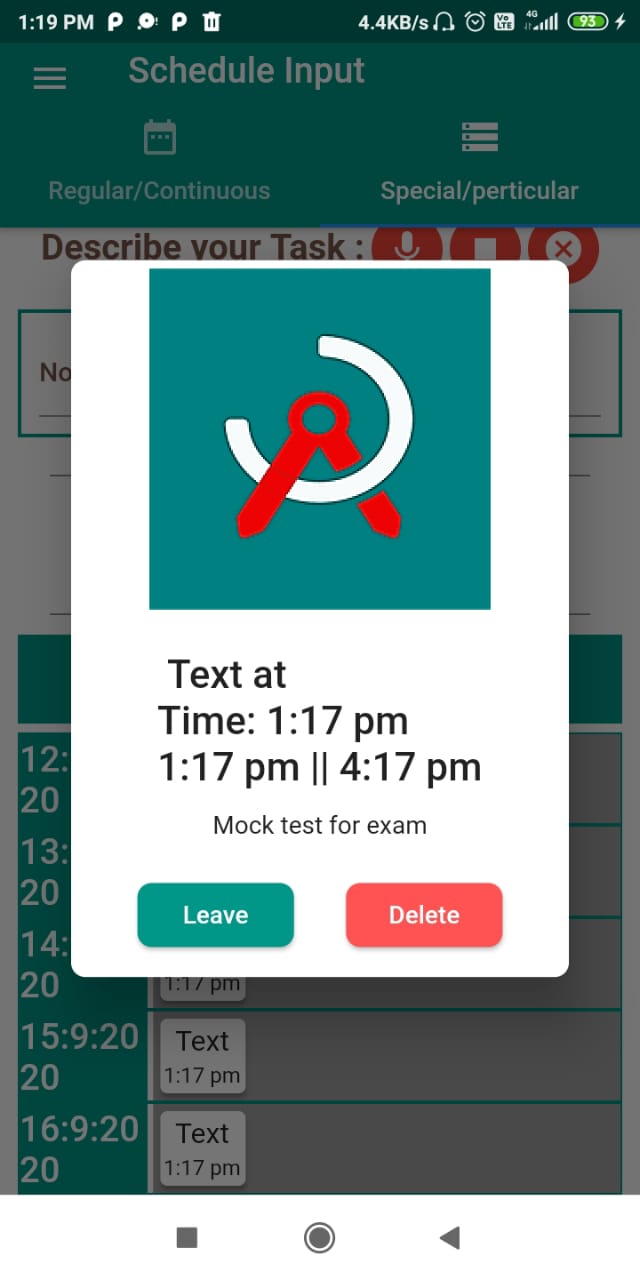 1:19 PM
4.4KB/s
Vo LTE
4G
93
Schedule Input
Regular/Continuous
Special/perticular
Describe your Task :
No
Text at
Time: 1:17 pm
1:17 pm || 4:17 pm
Mock test for exam
Leave
Delete
12:
20
13:
20
14:
20
1:17 pm
15:9:20
20
Text
1:17 pm
16:9:20
20
Text
1:17 pm